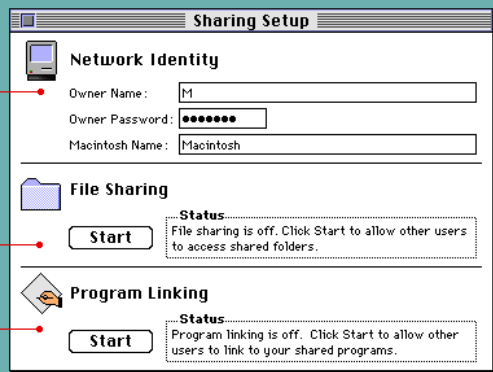 Sharing Setup
Network Identity
Owner Name:
M
Owner Password:
●●●●●●●
Macintosh Name:
Macintosh
File Sharing
Start
Status
File sharing is off. Click Start to allow other users
to access shared folders.
Program Linking
Start
Status
Program linking is off. Click Start to allow other
users to link to your shared programs.